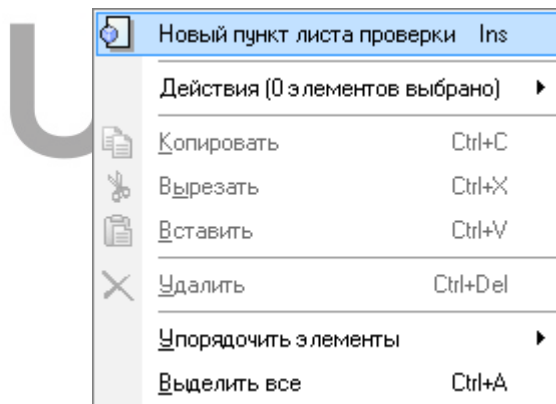 Новый пункт листа проверки Ins
Действия (0 элементов выбрано)
Копировать Ctrl+C
Вырезать Ctrl+X
Вставить Ctrl+V
Удалить Ctrl+Del
Упорядочить элементы
Выделить все Ctrl+A